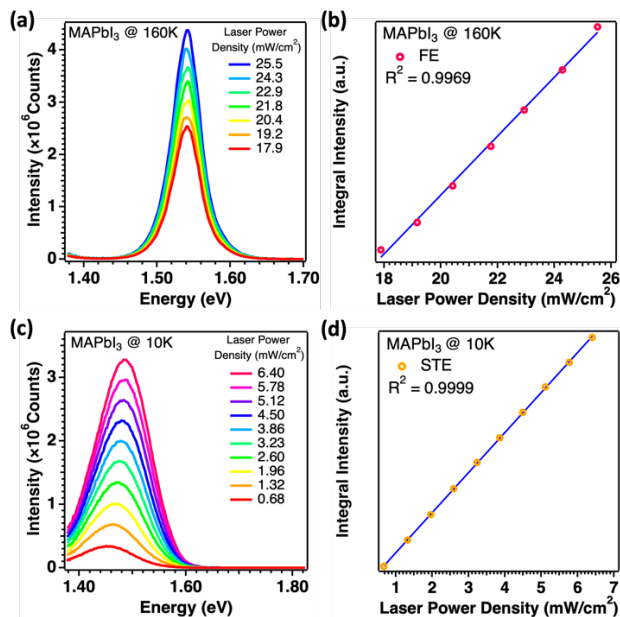 (a)
MAPbI₃ @ 160K
Laser Power
Density (mW/cm²)
25.5
24.3
22.9
21.8
20.4
19.2
17.9
Intensity (×10⁶Counts)
4
3
2
1
0
1.40
1.50
1.60
1.70
Energy (eV)
(b)
MAPbI₃ @ 160K
FE
R² = 0.9969
Integral Intensity (a.u.)
18
20
22
24
26
Laser Power Density (mW/cm²)
(c)
MAPbI₃ @ 10K
Laser Power
Density (mW/cm²)
6.40
5.78
5.12
4.50
3.86
3.23
2.60
1.96
1.32
0.68
Intensity (×10⁶Counts)
3
2
1
0
1.40
1.60
1.80
Energy (eV)
(d)
MAPbI₃ @ 10K
STE
R² = 0.9999
Integral Intensity (a.u.)
1
2
3
4
5
6
7
Laser Power Density (mW/cm²)